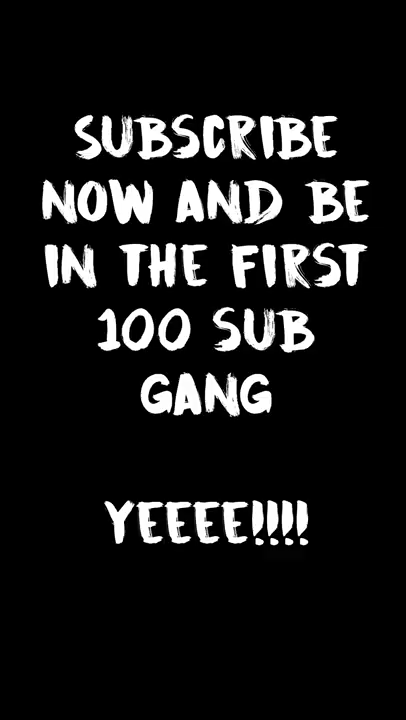 SUBSCRIBE
NOW AND BE
IN THE FIRST
100 SUB
GANG
YEEEE!!!!